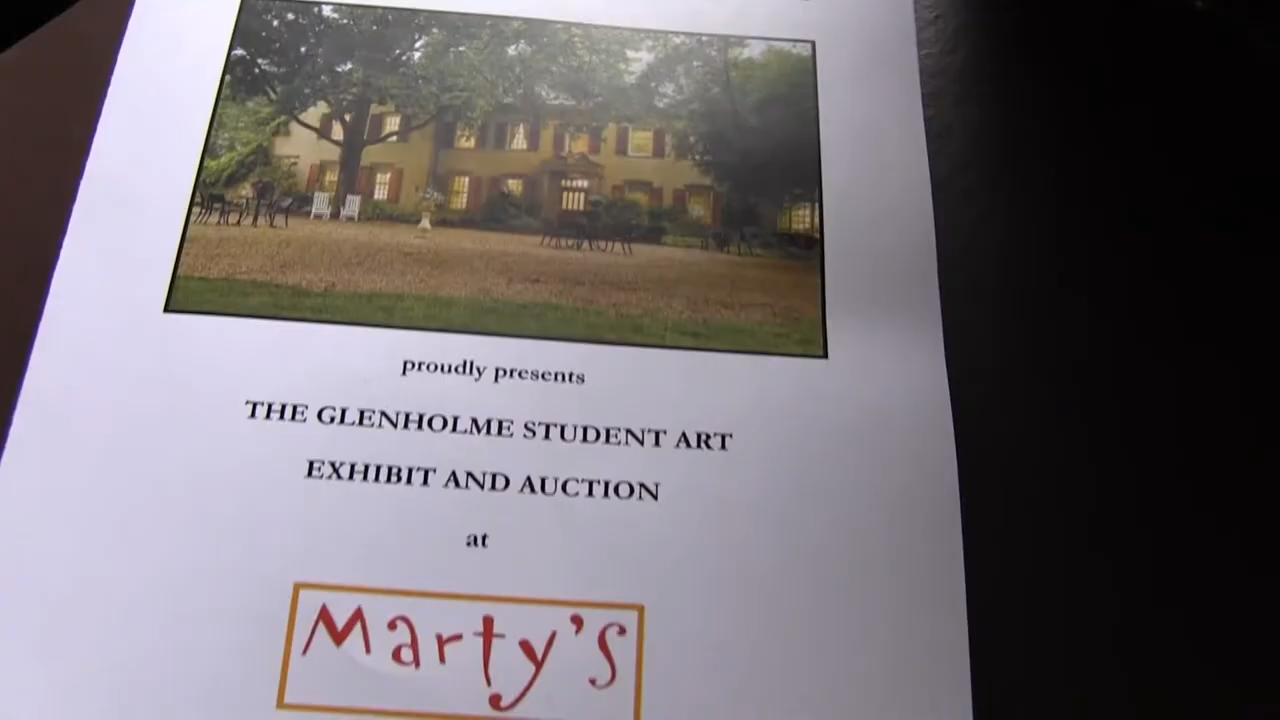 proudly presents
THE GLENHOLME STUDENT ART
EXHIBIT AND AUCTION
at
Marty's